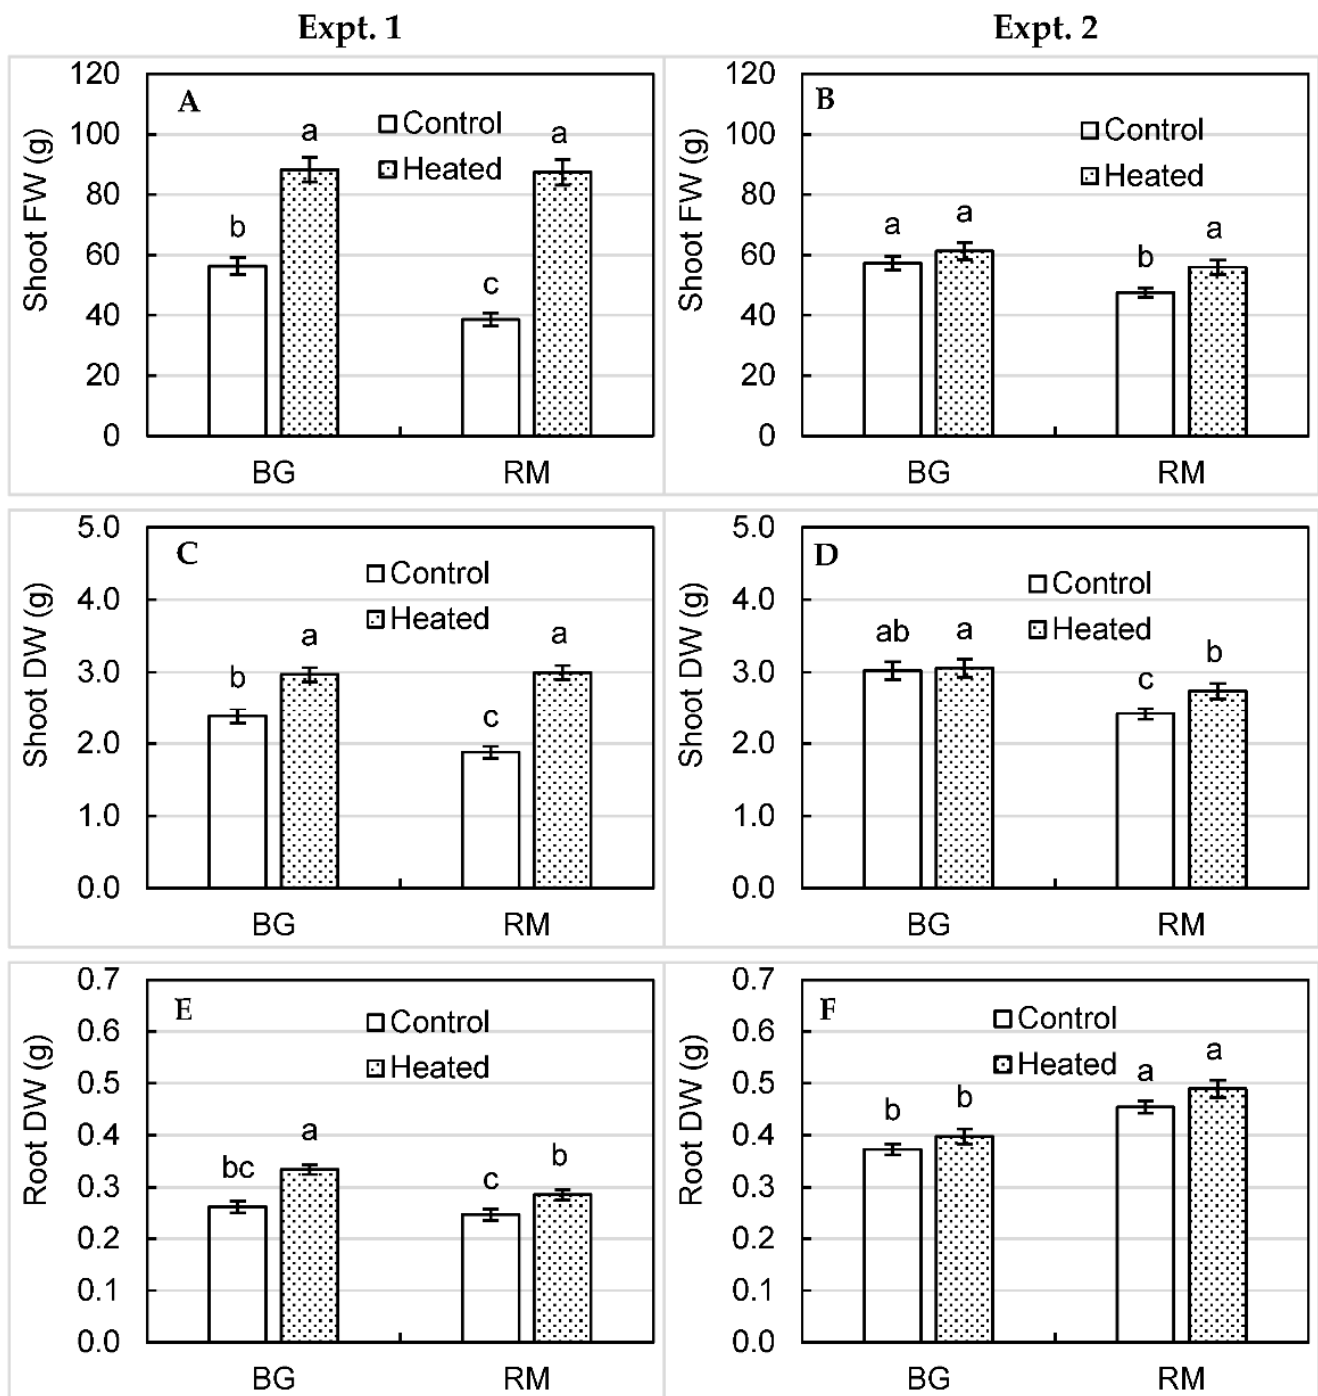 Expt. 1
Expt. 2
120
100
80
60
40
20
0
Shoot FW (g)
A
Control
Heated
b
a
c
a
BG
RM
120
100
80
60
40
20
0
Shoot FW (g)
B
Control
Heated
a
a
b
a
BG
RM
5.0
4.0
3.0
2.0
1.0
0.0
Shoot DW (g)
C
Control
Heated
b
a
c
a
BG
RM
5.0
4.0
3.0
2.0
1.0
0.0
Shoot DW (g)
D
Control
Heated
ab
a
c
b
BG
RM
0.7
0.6
0.5
0.4
0.3
0.2
0.1
0.0
Root DW (g)
E
Control
Heated
bc
a
c
b
BG
RM
0.7
0.6
0.5
0.4
0.3
0.2
0.1
0.0
Root DW (g)
F
Control
Heated
b
b
a
a
BG
RM